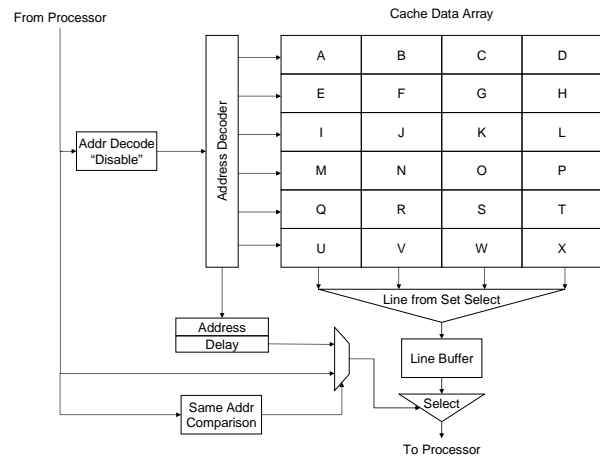 From Processor
Cache Data Array
Addr Decode
“Disable”
Address Decoder
A B C D
E F G H
I J K L
M N O P
Q R S T
U V W X
Line from Set Select
Address
Delay
Line Buffer
Same Addr
Comparison
Select
To Processor